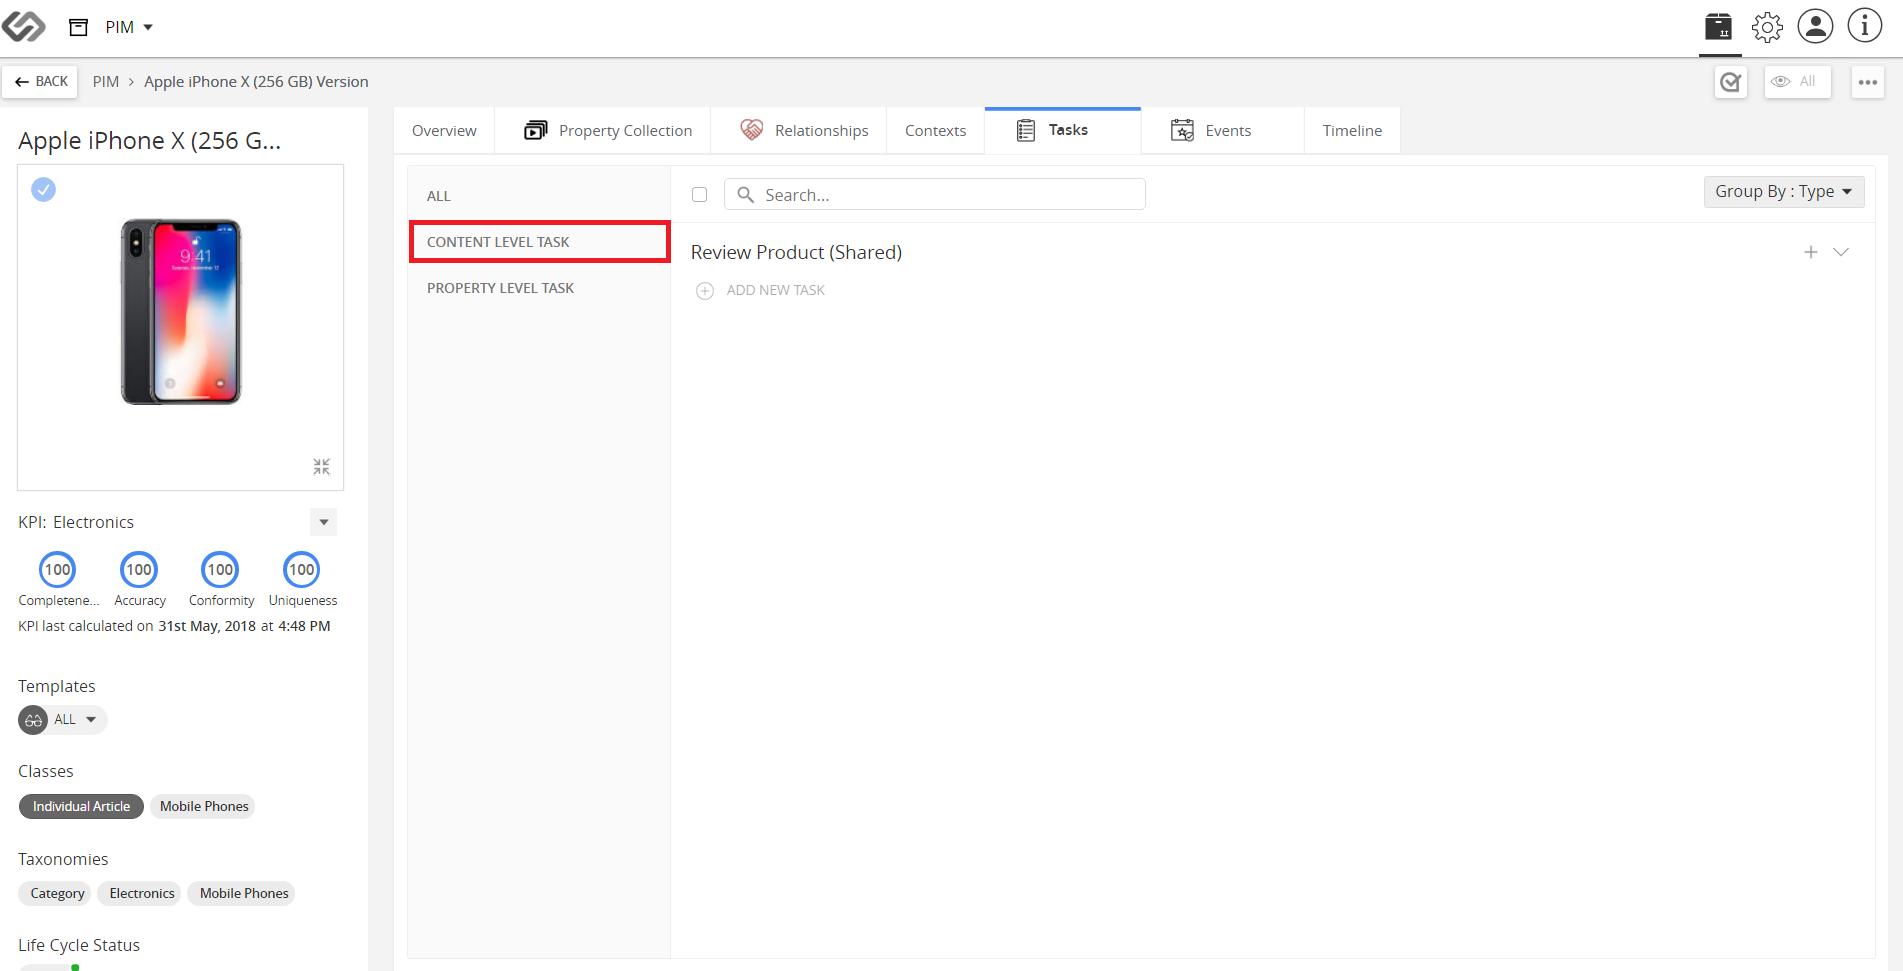 PIM
BACK
PIM > Apple iPhone X (256 GB) Version
All
Apple iPhone X (256 G...
9:41
KPI: Electronics
100 100 100 100
Completene... Accuracy Conformity Uniqueness
KPI last calculated on 31st May, 2018 at 4:48 PM
Templates
ALL
Classes
Individual Article Mobile Phones
Taxonomies
Category Electronics Mobile Phones
Life Cycle Status
Overview Property Collection Relationships Contexts Tasks Events Timeline
ALL
CONTENT LEVEL TASK
PROPERTY LEVEL TASK
Search...
Group By : Type
Review Product (Shared)
ADD NEW TASK